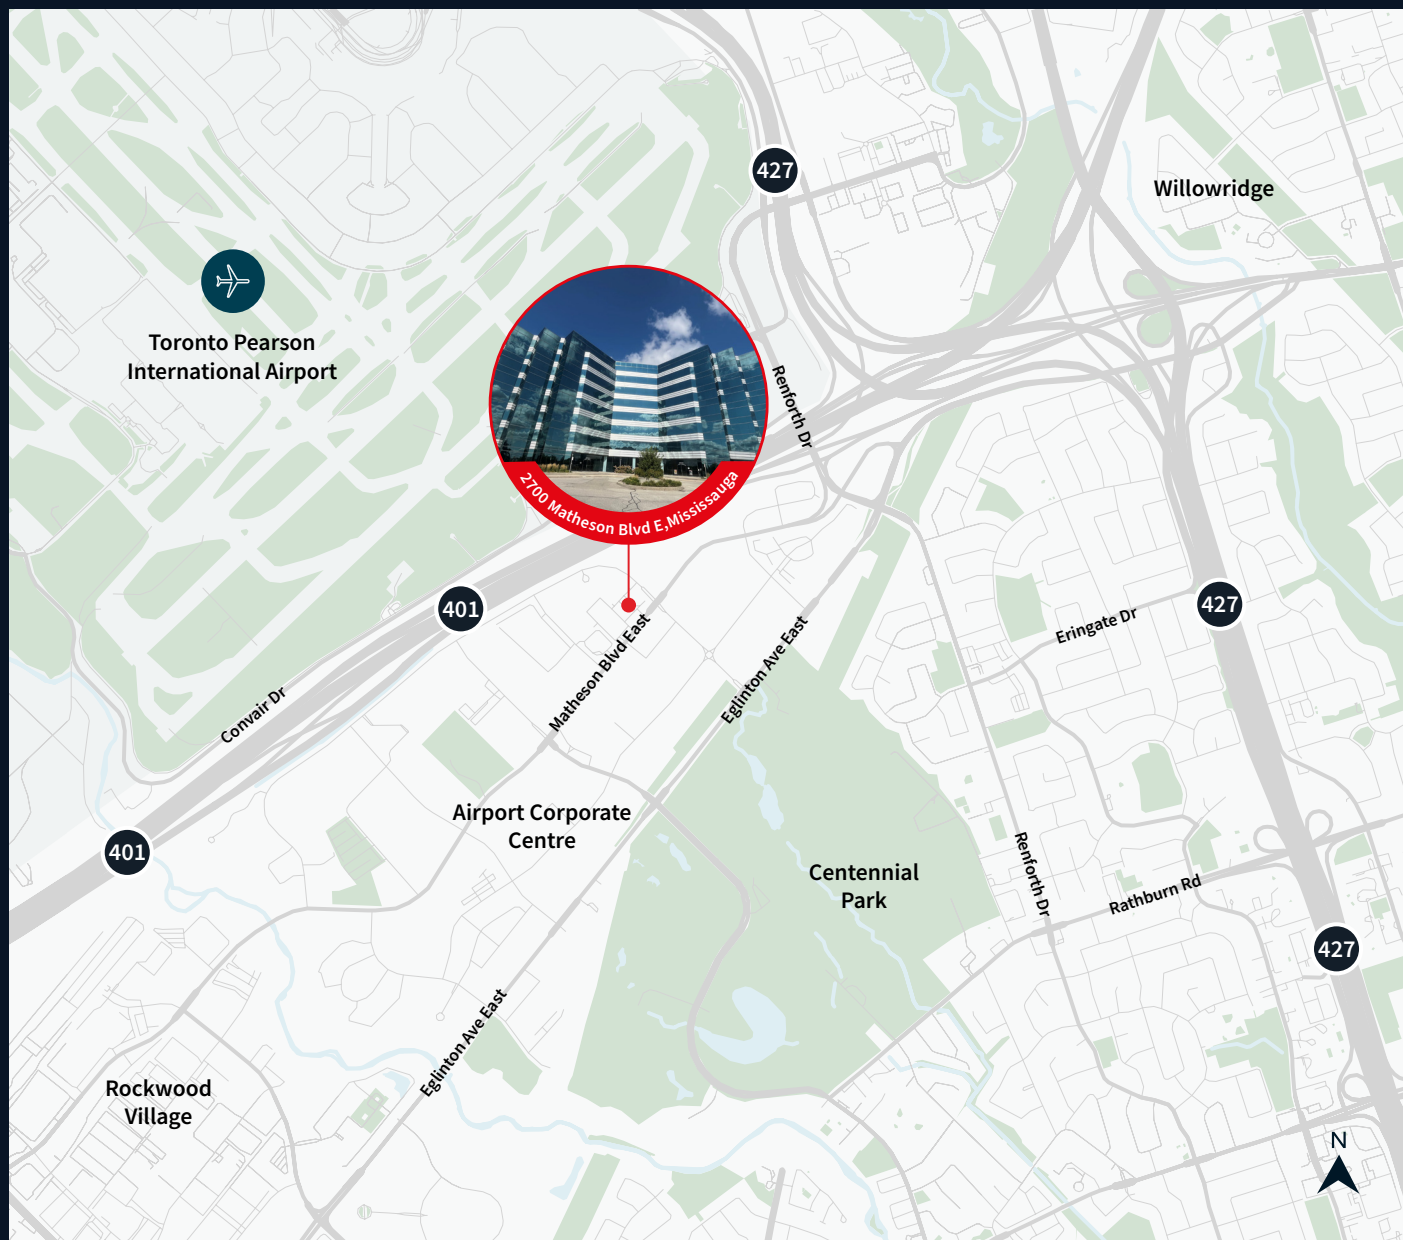 427
Willowridge
Toronto Pearson
International Airport
Renforth Dr
2700 Matheson Blvd E,Mississauga
401
427
Eringate Dr
Matheson Blvd East
Eglinton Ave East
Convair Dr
Airport Corporate
Centre
401
Centennial
Park
Renforth Dr
Rathburn Rd
427
Eglinton Ave East
Rockwood
Village
N